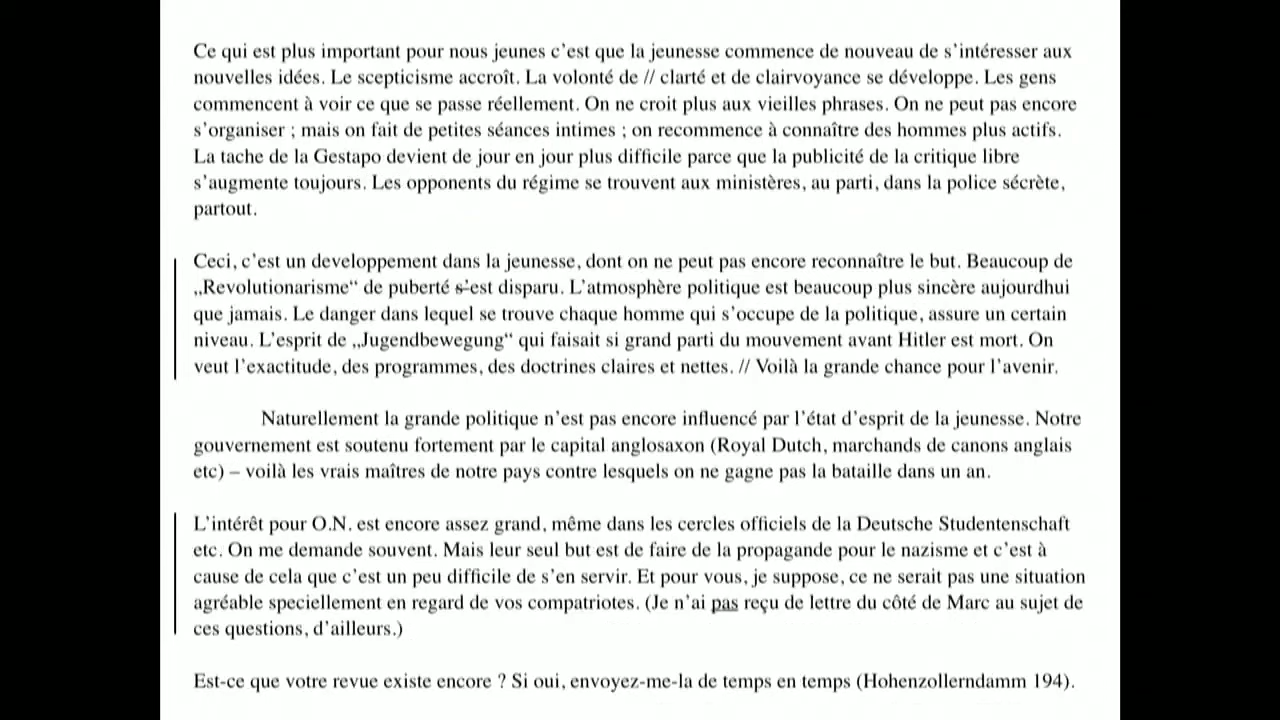 Ce qui est plus important pour nous jeunes c’est que la jeunesse commence de nouveau de s’intéresser aux
nouvelles idées. Le scepticisme accroît. La volonté de // clarté et de clairvoyance se développe. Les gens
commencent à voir ce que se passe réellement. On ne croit plus aux vieilles phrases. On ne peut pas encore
s’organiser ; mais on fait de petites séances intimes ; on recommence à connaître des hommes plus actifs.
La tache de la Gestapo devient de jour en jour plus difficile parce que la publicité de la critique libre
s’augmente toujours. Les opponents du régime se trouvent aux ministères, au parti, dans la police sécrète,
partout.
Ceci, c’est un developpement dans la jeunesse, dont on ne peut pas encore reconnaître le but. Beaucoup de
„Revolutionarisme“ de puberté s’est disparu. L’atmosphère politique est beaucoup plus sincère aujourdhui
que jamais. Le danger dans lequel se trouve chaque homme qui s’occupe de la politique, assure un certain
niveau. L’esprit de „Jugendbewegung“ qui faisait si grand parti du mouvement avant Hitler est mort. On
veut l’exactitude, des programmes, des doctrines claires et nettes. // Voilà la grande chance pour l’avenir.
Naturellement la grande politique n’est pas encore influencé par l’état d’esprit de la jeunesse. Notre
gouvernement est soutenu fortement par le capital anglosaxon (Royal Dutch, marchands de canons anglais
etc) – voilà les vrais maîtres de notre pays contre lesquels on ne gagne pas la bataille dans un an.
L’intérêt pour O.N. est encore assez grand, même dans les cercles officiels de la Deutsche Studentenschaft
etc. On me demande souvent. Mais leur seul but est de faire de la propagande pour le nazisme et c’est à
cause de cela que c’est un peu difficile de s’en servir. Et pour vous, je suppose, ce ne serait pas une situation
agréable speciellement en regard de vos compatriotes. (Je n’ai pas reçu de lettre du côté de Marc au sujet de
ces questions, d’ailleurs.)
Est-ce que votre revue existe encore ? Si oui, envoyez-me-la de temps en temps (Hohenzollerndamm 194).